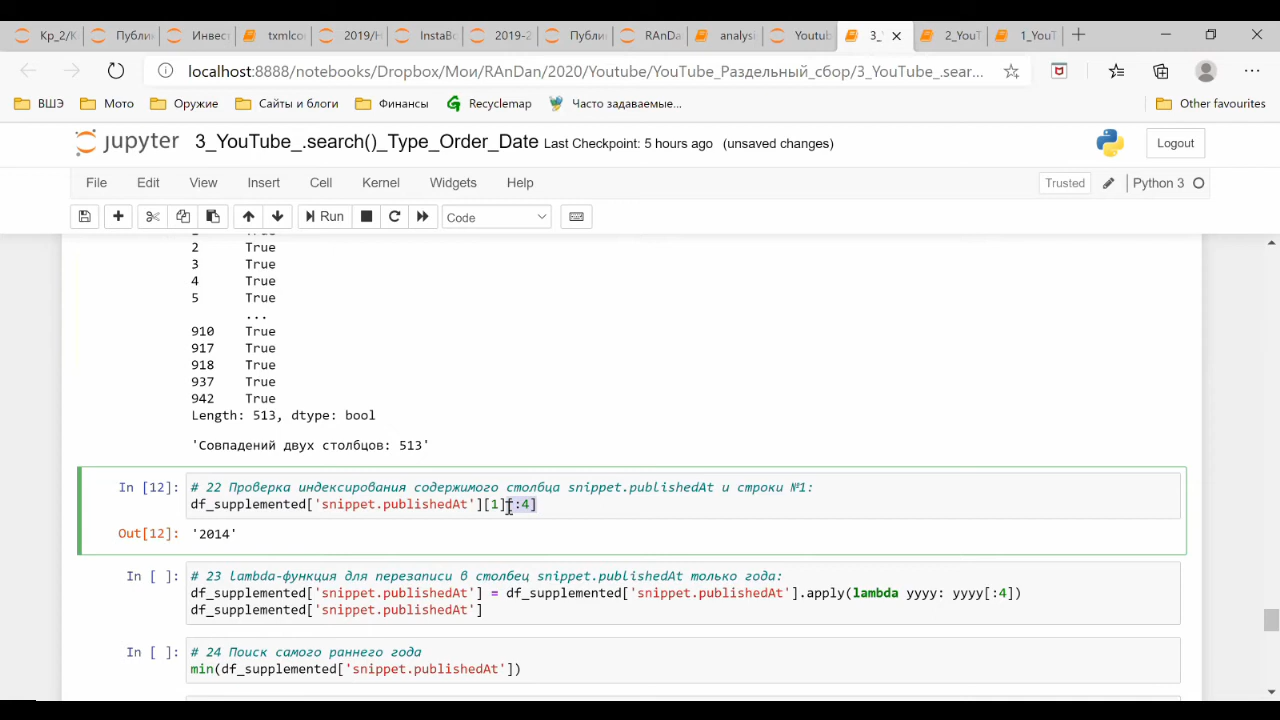 Кр_2/К
Публи
Инвест
txmlco
2019/Н
InstaBo
2019-2
Публи
RAnDa
analysi
Youtub
3_Y
2_YouT
1_YouT
localhost:8888/notebooks/Dropbox/Мои/RAnDan/2020/Youtube/YouTube_Раздельный_сбор/3_YouTube_.sear...
ВШЭ
Мото
Оружие
Сайты и блоги
Финансы
Recyclemap
Часто задаваемые...
Other favourites
jupyter 3_YouTube_.search()_Type_Order_Date Last Checkpoint: 5 hours ago (unsaved changes)
Logout
File Edit View Insert Cell Kernel Widgets Help
Trusted
Python 3
Run
Code
2 True
3 True
4 True
5 True
...
910 True
917 True
918 True
937 True
942 True
Length: 513, dtype: bool
'Совпадений двух столбцов: 513'
In [12]: # 22 Проверка индексирования содержимого столбца snippet.publishedAt и строки №1:
df_supplemented['snippet.publishedAt'][1][:4]
Out[12]: '2014'
In [ ]: # 23 lambda-функция для перезаписи в столбец snippet.publishedAt только года:
df_supplemented['snippet.publishedAt'] = df_supplemented['snippet.publishedAt'].apply(lambda yyyy: yyyy[:4])
df_supplemented['snippet.publishedAt']
In [ ]: # 24 Поиск самого раннего года
min(df_supplemented['snippet.publishedAt'])